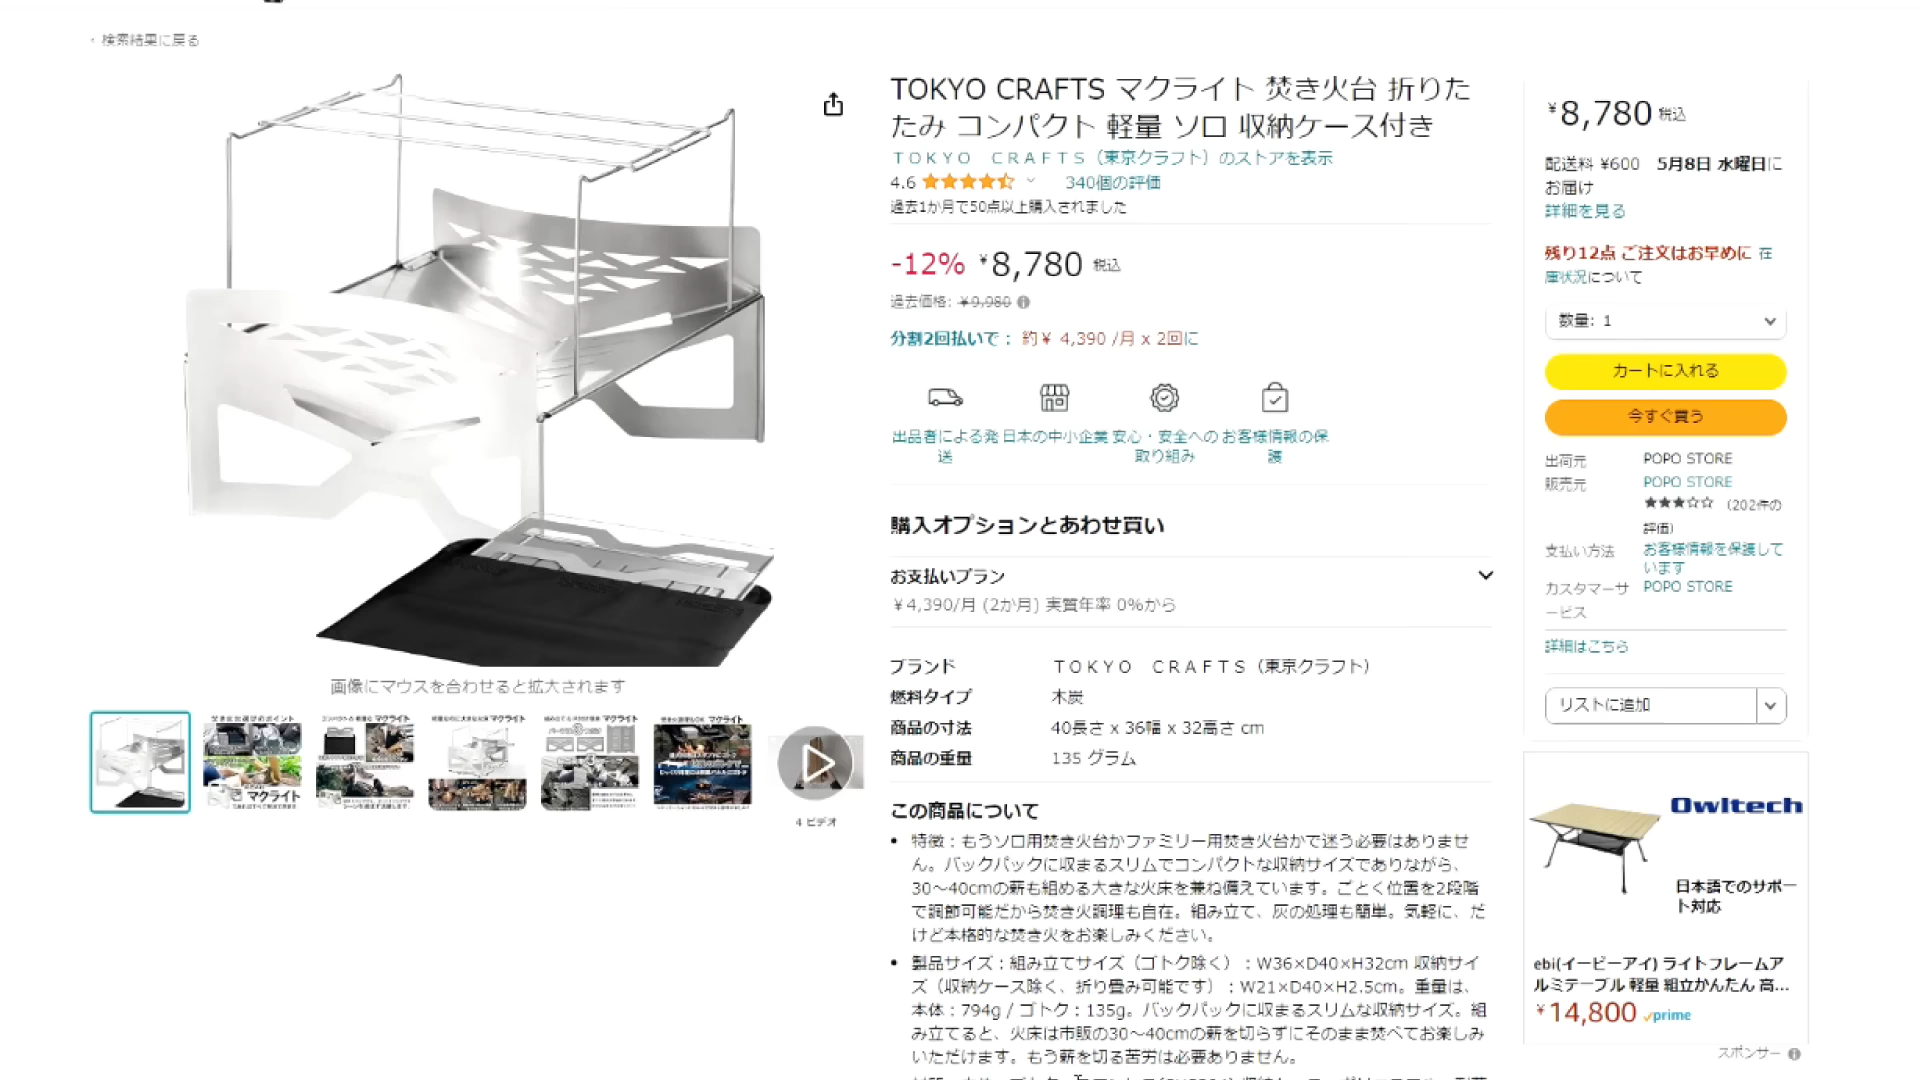 ‹ 検索結果に戻る
TOKYO CRAFTS マクライト 焚き火台 折りた
たみ コンパクト 軽量 ソロ 収納ケース付き
ＴＯＫＹＯ　ＣＲＡＦＴＳ（東京クラフト）のストアを表示
4.6 340個の評価
過去1か月で50点以上購入されました
-12% ¥8,780 税込
過去価格: ¥9,980
分割2回払いで： 約￥ 4,390 /月 x 2回に
出品者による発送
日本の中小企業
安心・安全への取り組み
お客様情報の保護
購入オプションとあわせ買い
お支払いプラン
￥4,390/月 (2か月) 実質年率 0%から
ブランド ＴＯＫＹＯ　ＣＲＡＦＴＳ（東京クラフト）
燃料タイプ 木炭
商品の寸法 40長さ x 36幅 x 32高さ cm
商品の重量 135 グラム
この商品について
• 特徴：もうソロ用焚き火台かファミリー用焚き火台かで迷う必要はありませ
ん。バックパックに収まるスリムでコンパクトな収納サイズでありながら、
30～40cmの薪も組める大きな火床を兼ね備えています。ごとく位置を2段階
で調節可能だから焚き火調理も自在。組み立て、灰の処理も簡単。気軽に、だ
けど本格的な焚き火をお楽しみください。
• 製品サイズ：組み立てサイズ（ゴトク除く）：W36×D40×H32cm 収納サイ
ズ（収納ケース除く、折り畳み可能です）：W21×D40×H2.5cm。重量は、
本体：794g / ゴトク：135g。バックパックに収まるスリムな収納サイズ。組
み立てると、火床は市販の30～40cmの薪を切らずにそのまま焚べてお楽しみ
いただけます。もう薪を切る苦労は必要ありません。
画像にマウスを合わせると拡大されます
マクライト
マクライト
マクライト
マクライト
マクライト
4 ビデオ
¥8,780 税込
配送料 ¥600 5月8日 水曜日に
お届け
詳細を見る
残り12点 ご注文はお早めに 在
庫状況について
数量: 1
カートに入れる
今すぐ買う
出荷元 POPO STORE
販売元 POPO STORE
（202件の
評価）
支払い方法 お客様情報を保護して
います
カスタマーサービス POPO STORE
詳細はこちら
リストに追加
Owltech
日本語でのサポー
ト対応
ebi(イービーアイ) ライトフレームア
ルミテーブル 軽量 組立かんたん 高...
¥14,800 prime
スポンサー